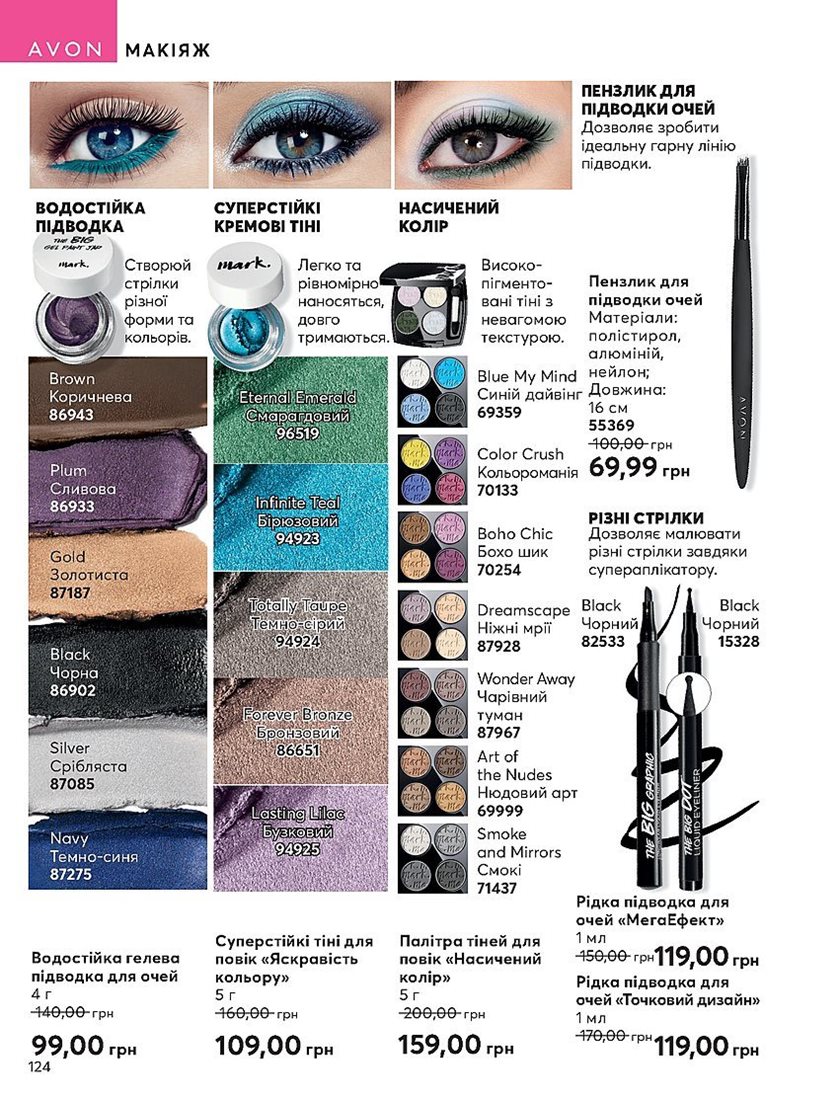 AVON МАКІЯЖ
ВОДОСТІЙКА
ПІДВОДКА
THE BIG
GEL PAINT JAR
mark.
Створюй
стрілки
різної
форми та
кольорів.
Brown
Коричнева
86943
Plum
Сливова
86933
Gold
Золотиста
87187
Black
Чорна
86902
Silver
Срібляста
87085
Navy
Темно-синя
87275
Водостійка гелева
підводка для очей
4 г
140,00 грн
99,00 грн
СУПЕРСТІЙКІ
КРЕМОВІ ТІНІ
mark.
Легко та
рівномірно
наносяться,
довго
тримаються.
Eternal Emerald
Смарагдовий
96519
Infinite Teal
Бірюзовий
94923
Totally Taupe
Темно-сірий
94924
Forever Bronze
Бронзовий
86651
Lasting Lilac
Бузковий
94925
Суперстійкі тіні для
повік «Яскравість
кольору»
5 г
160,00 грн
109,00 грн
НАСИЧЕНИЙ
КОЛІР
Високо-
пігменто-
вані тіні з
невагомою
текстурою.
Blue My Mind
Синій дайвінг
69359
Color Crush
Кольороманія
70133
Boho Chic
Бохо шик
70254
Dreamscape
Ніжні мрії
87928
Wonder Away
Чарівний
туман
87967
Art of
the Nudes
Нюдовий арт
69999
Smoke
and Mirrors
Смокі
71437
Палітра тіней для
повік «Насичений
колір»
5 г
200,00 грн
159,00 грн
ПЕНЗЛИК ДЛЯ
ПІДВОДКИ ОЧЕЙ
Дозволяє зробити
ідеальну гарну лінію
підводки.
Пензлик для
підводки очей
Матеріали:
полістирол,
алюміній,
нейлон;
Довжина:
16 см
55369
100,00 грн
69,99 грн
AVON
РІЗНІ СТРІЛКИ
Дозволяє малювати
різні стрілки завдяки
супераплікатору.
Black
Чорний
82533
Black
Чорний
15328
THE BIG GRAPHIC
THE BIG DOT
LIQUID EYELINER
Рідка підводка для
очей «МегаЕфект»
1 мл
150,00 грн 119,00 грн
Рідка підводка для
очей «Точковий дизайн»
1 мл
170,00 грн 119,00 грн
124